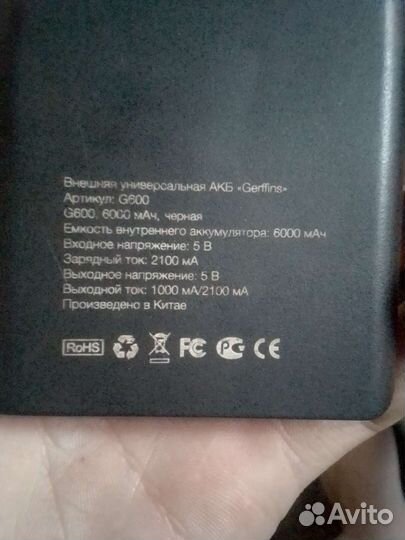 Внешняя универсальная АКБ «Gerffins»
Артикул: G600
G600, 6000 мАч, черная
Емкость внутреннего аккумулятора: 6000 мАч
Входное напряжение: 5 В
Зарядный ток: 2100 мА
Выходное напряжение: 5 В
Выходной ток: 1000 мА/2100 мА
Произведено в Китае
RoHS FC РС CE
Avito